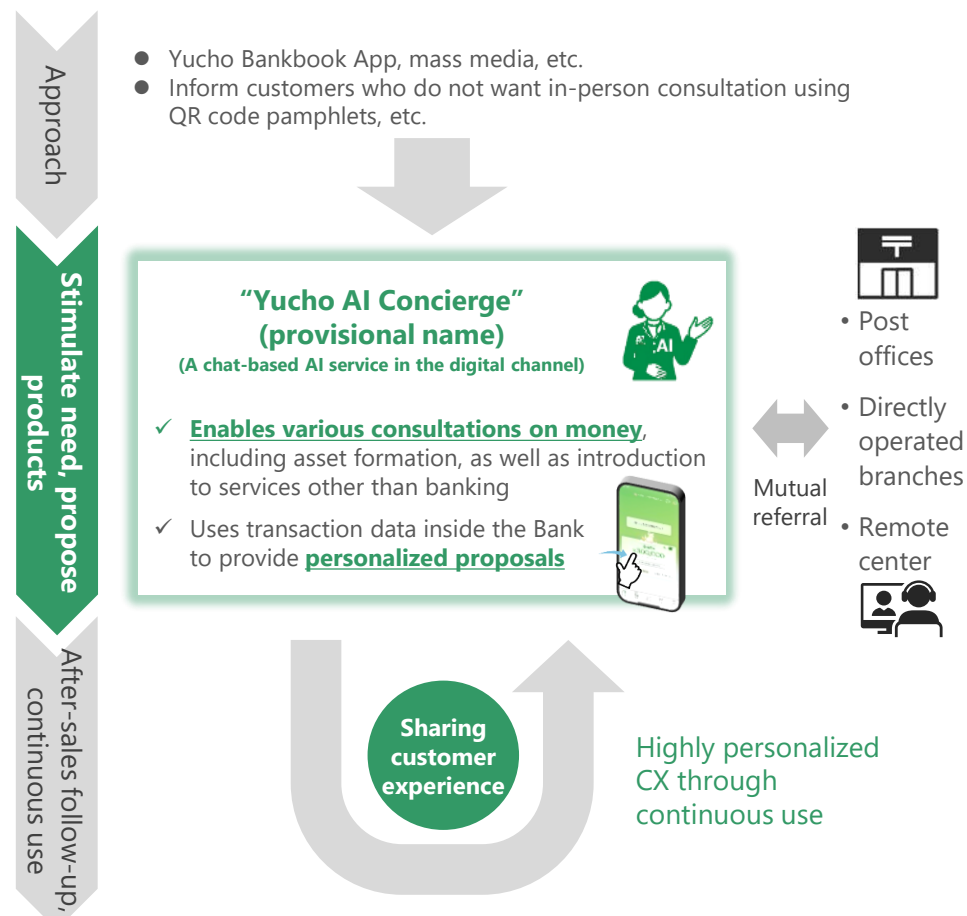 Approach
● Yucho Bankbook App, mass media, etc.
● Inform customers who do not want in-person consultation using
QR code pamphlets, etc.
Stimulate need, propose
products
“Yucho AI Concierge”
(provisional name)
(A chat-based AI service in the digital channel)
AI
✓ Enables various consultations on money,
including asset formation, as well as introduction
to services other than banking
✓ Uses transaction data inside the Bank
to provide personalized proposals
Mutual
referral
• Post
offices
• Directly
operated
branches
• Remote
center
After-sales follow-up,
continuous use
Sharing
customer
experience
Highly personalized
CX through
continuous use